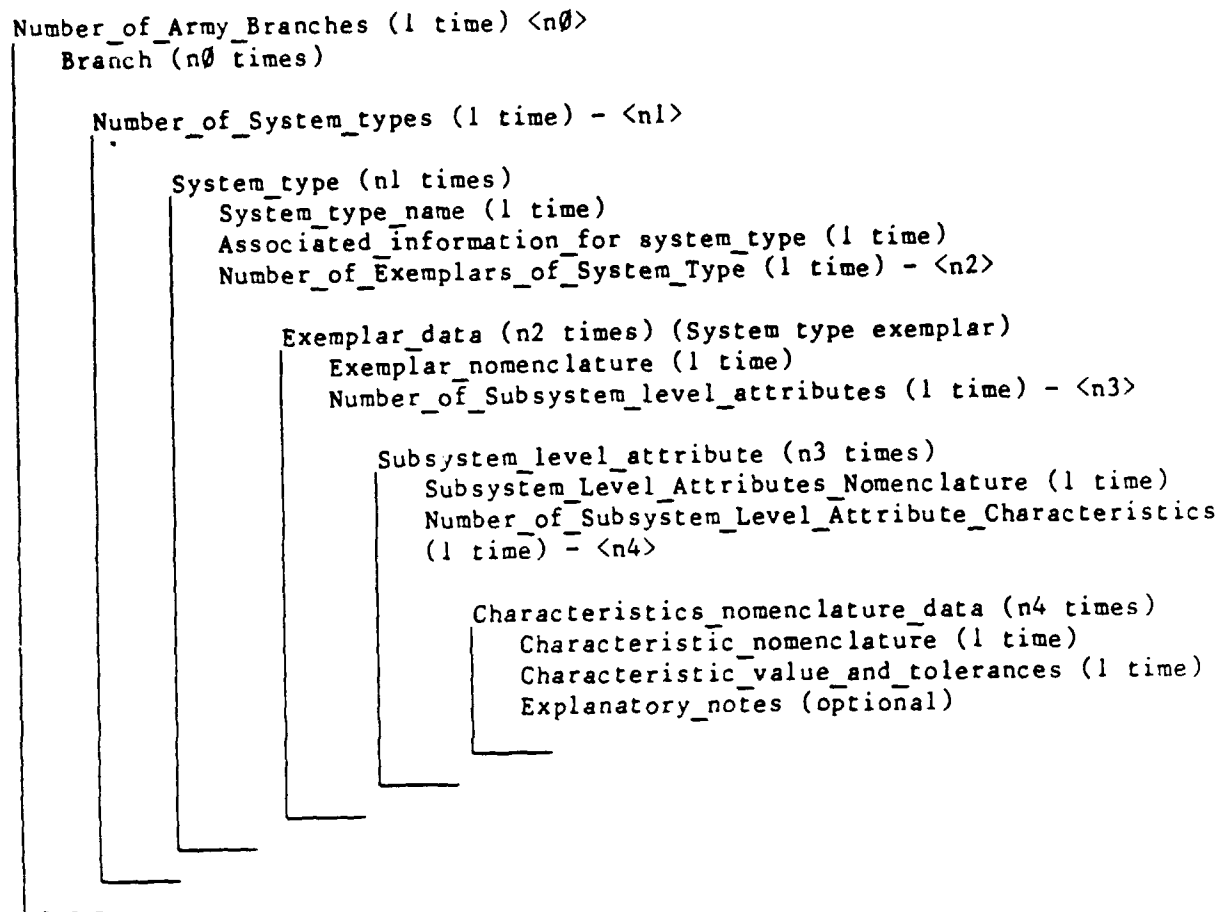 Number_of_Army_Branches (1 time) <n0>
Branch (n0 times)
Number_of_System_types (1 time) - <n1>
System_type (n1 times)
System_type_name (1 time)
Associated_information_for system_type (1 time)
Number_of_Exemplars_of_System_Type (1 time) - <n2>
Exemplar_data (n2 times) (System type exemplar)
Exemplar_nomenclature (1 time)
Number_of_Subsystem_level_attributes (1 time) - <n3>
Subsystem_level_attribute (n3 times)
Subsystem_Level_Attributes_Nomenclature (1 time)
Number_of_Subsystem_Level_Attribute_Characteristics
(1 time) - <n4>
Characteristics_nomenclature_data (n4 times)
Characteristic_nomenclature (1 time)
Characteristic_value_and_tolerances (1 time)
Explanatory_notes (optional)